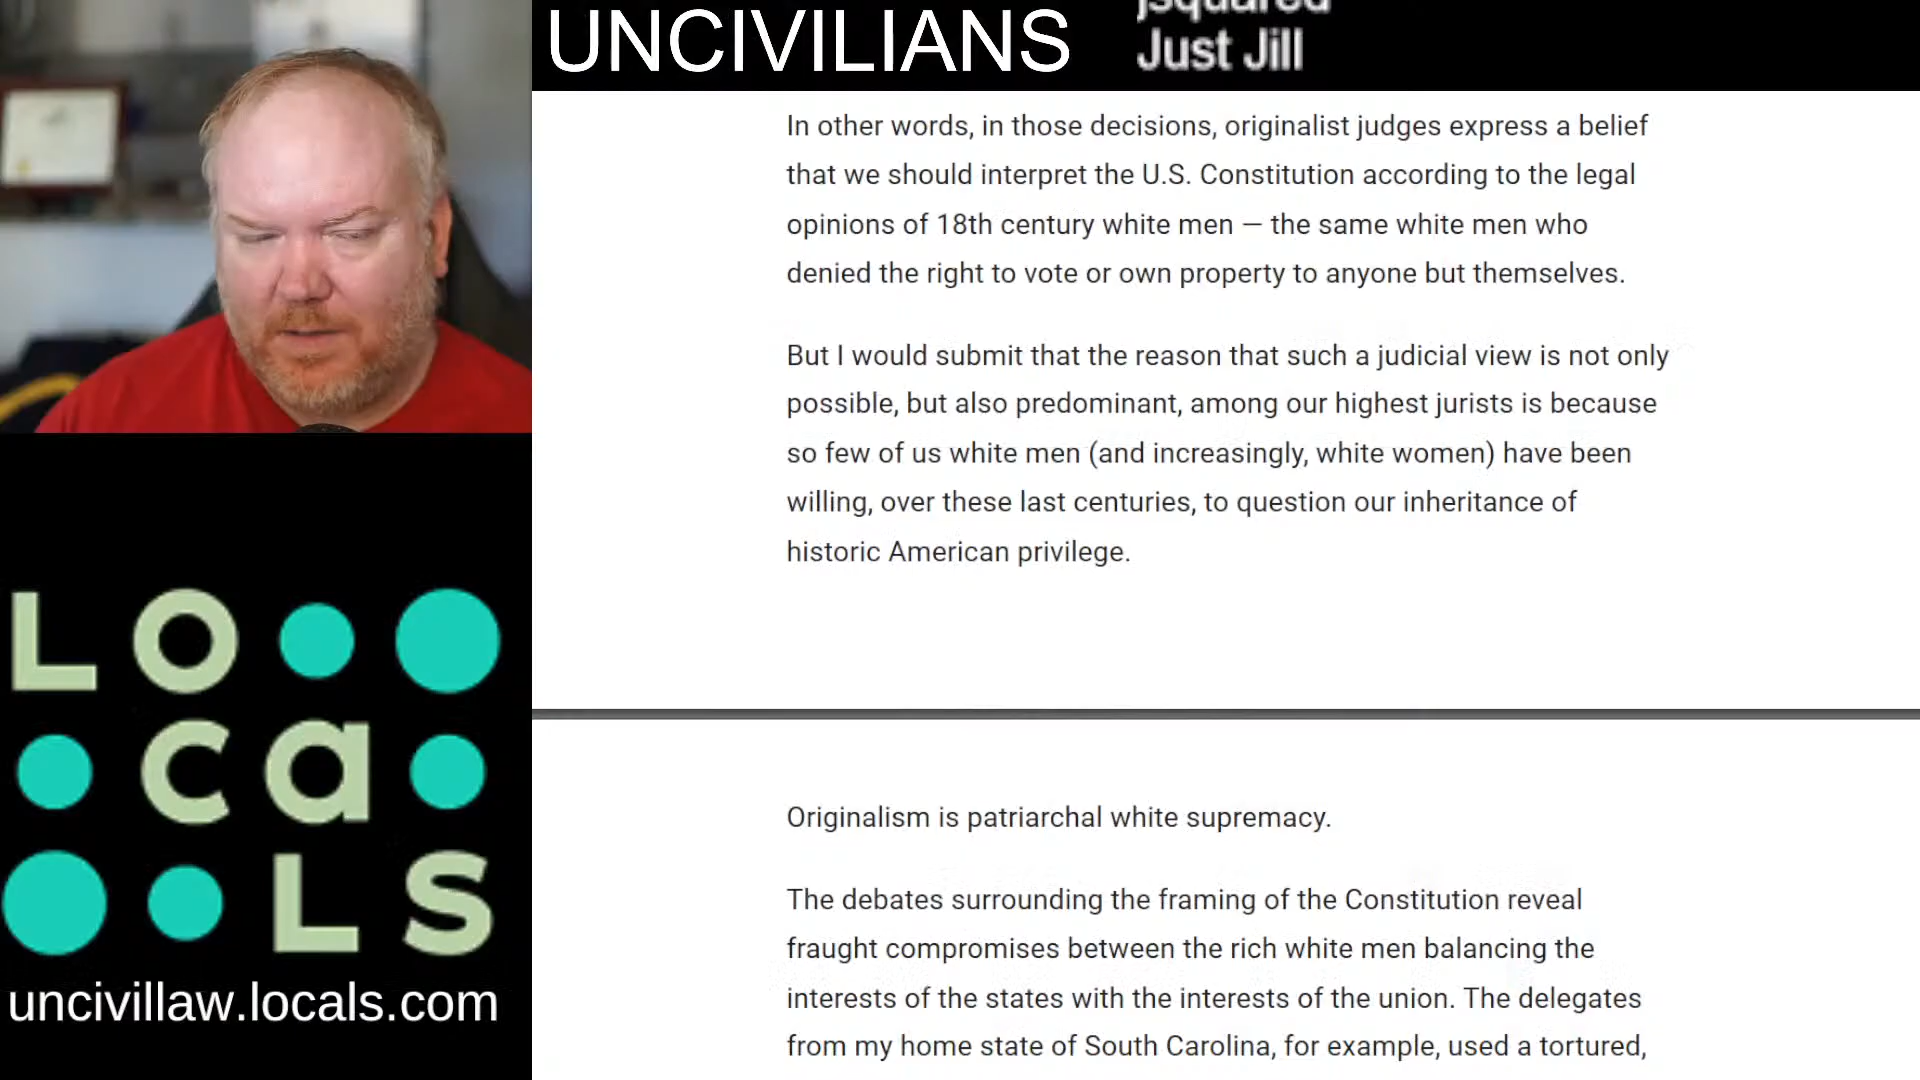 UNCIVILIANS
jsquared
Just Jill
In other words, in those decisions, originalist judges express a belief
that we should interpret the U.S. Constitution according to the legal
opinions of 18th century white men — the same white men who
denied the right to vote or own property to anyone but themselves.
But I would submit that the reason that such a judicial view is not only
possible, but also predominant, among our highest jurists is because
so few of us white men (and increasingly, white women) have been
willing, over these last centuries, to question our inheritance of
historic American privilege.
Originalism is patriarchal white supremacy.
The debates surrounding the framing of the Constitution reveal
fraught compromises between the rich white men balancing the
interests of the states with the interests of the union. The delegates
from my home state of South Carolina, for example, used a tortured,
LO
ca
LS
uncivillaw.locals.com